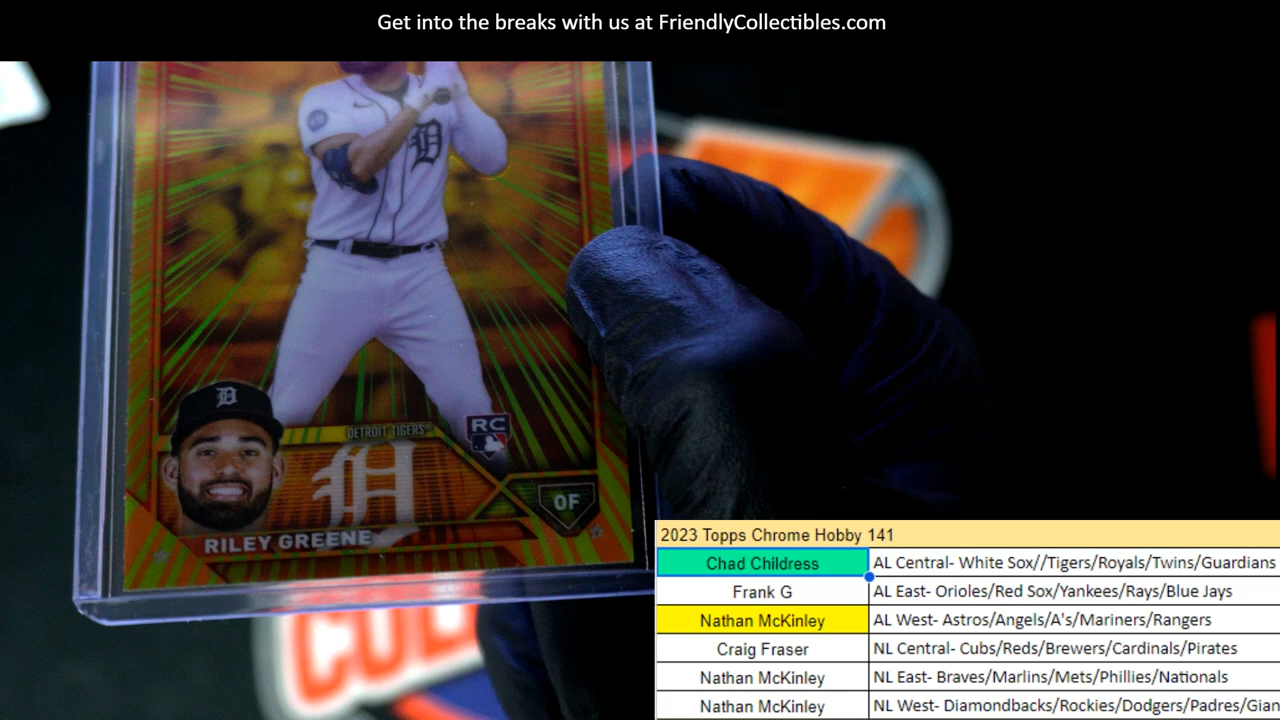 Get into the breaks with us at FriendlyCollectibles.com
D
D
DETROIT TIGERS
RC
D
OF
RILEY GREENE
2023 Topps Chrome Hobby 141
Chad Childress AL Central- White Sox//Tigers/Royals/Twins/Guardians
Frank G AL East- Orioles/Red Sox/Yankees/Rays/Blue Jays
Nathan McKinley AL West- Astros/Angels/A's/Mariners/Rangers
Craig Fraser NL Central- Cubs/Reds/Brewers/Cardinals/Pirates
Nathan McKinley NL East- Braves/Marlins/Mets/Phillies/Nationals
Nathan McKinley NL West- Diamondbacks/Rockies/Dodgers/Padres/Gian